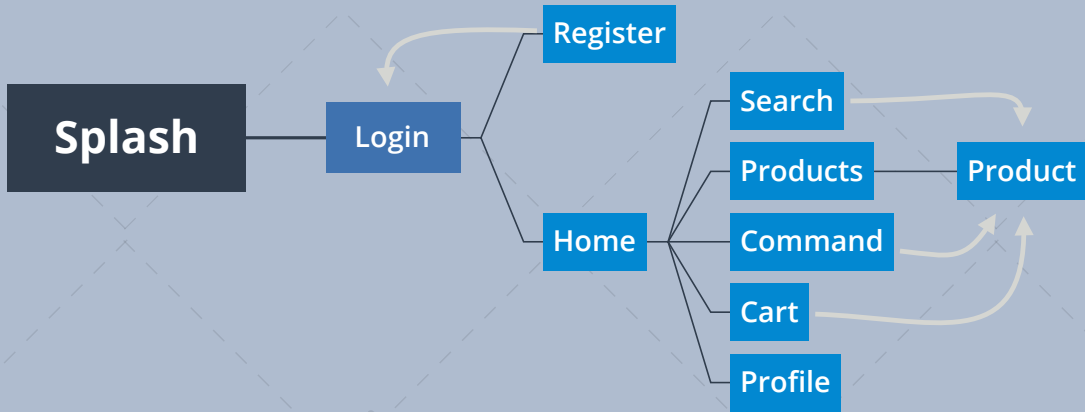 Splash
Login
Register
Home
Search
Products
Command
Cart
Profile
Product